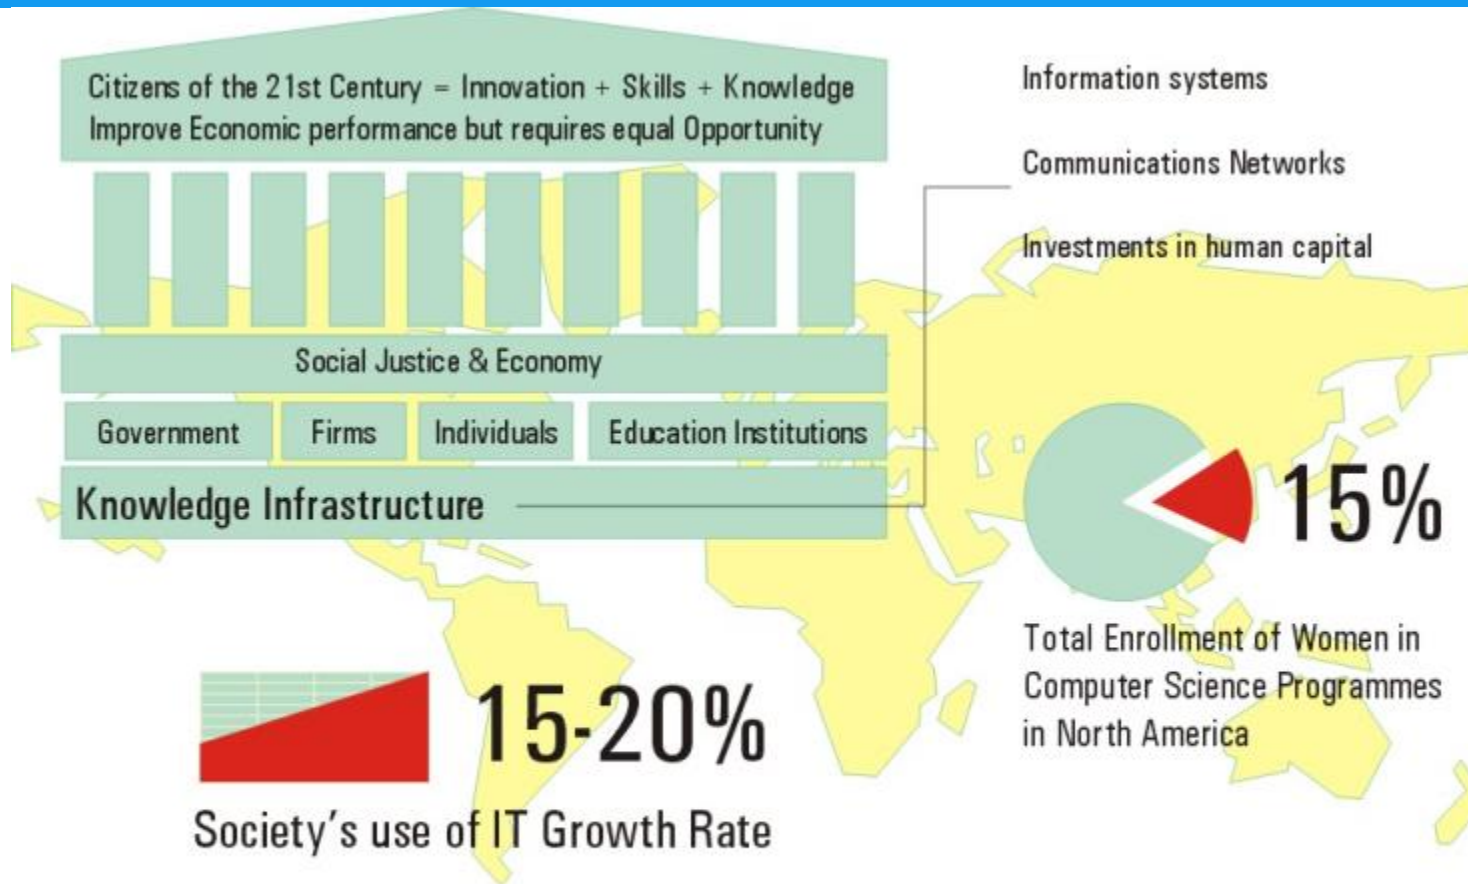 Citizens of the 21st Century = Innovation + Skills + Knowledge
Improve Economic performance but requires equal Opportunity
Social Justice & Economy
Government
Firms
Individuals
Education Institutions
Knowledge Infrastructure
Information systems
Communications Networks
Investments in human capital
15%
Total Enrollment of Women in
Computer Science Programmes
in North America
15-20%
Society's use of IT Growth Rate